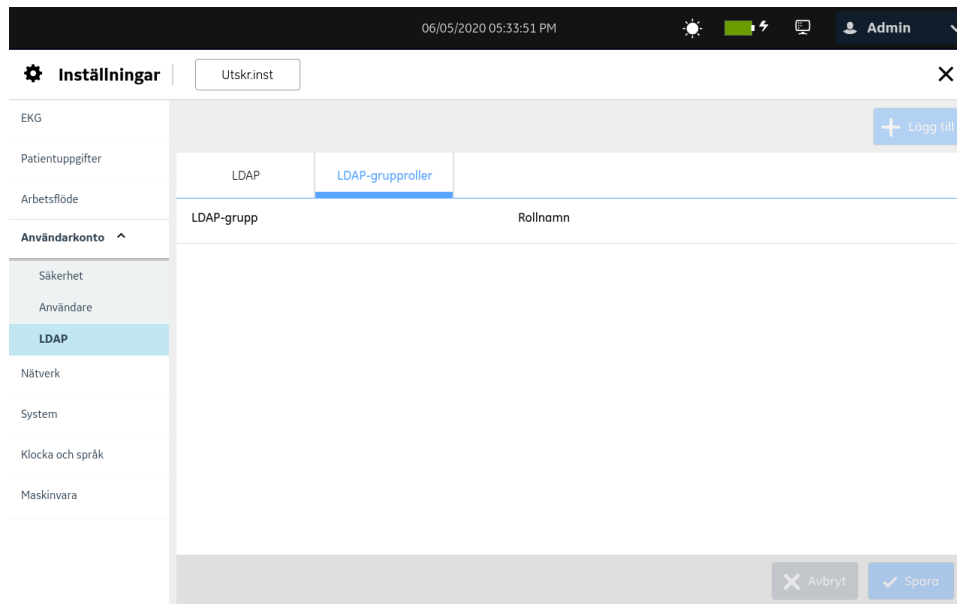 06/05/2020 05:33:51 PM
Admin
Inställningar
Utskr.inst
EKG
Lägg till
Patientuppgifter
LDAP
LDAP-grupproller
Arbetsflöde
LDAP-grupp
Rollnamn
Användarkonto
Säkerhet
Användare
LDAP
Nätverk
System
Klocka och språk
Maskinvara
Avbryt
Spara